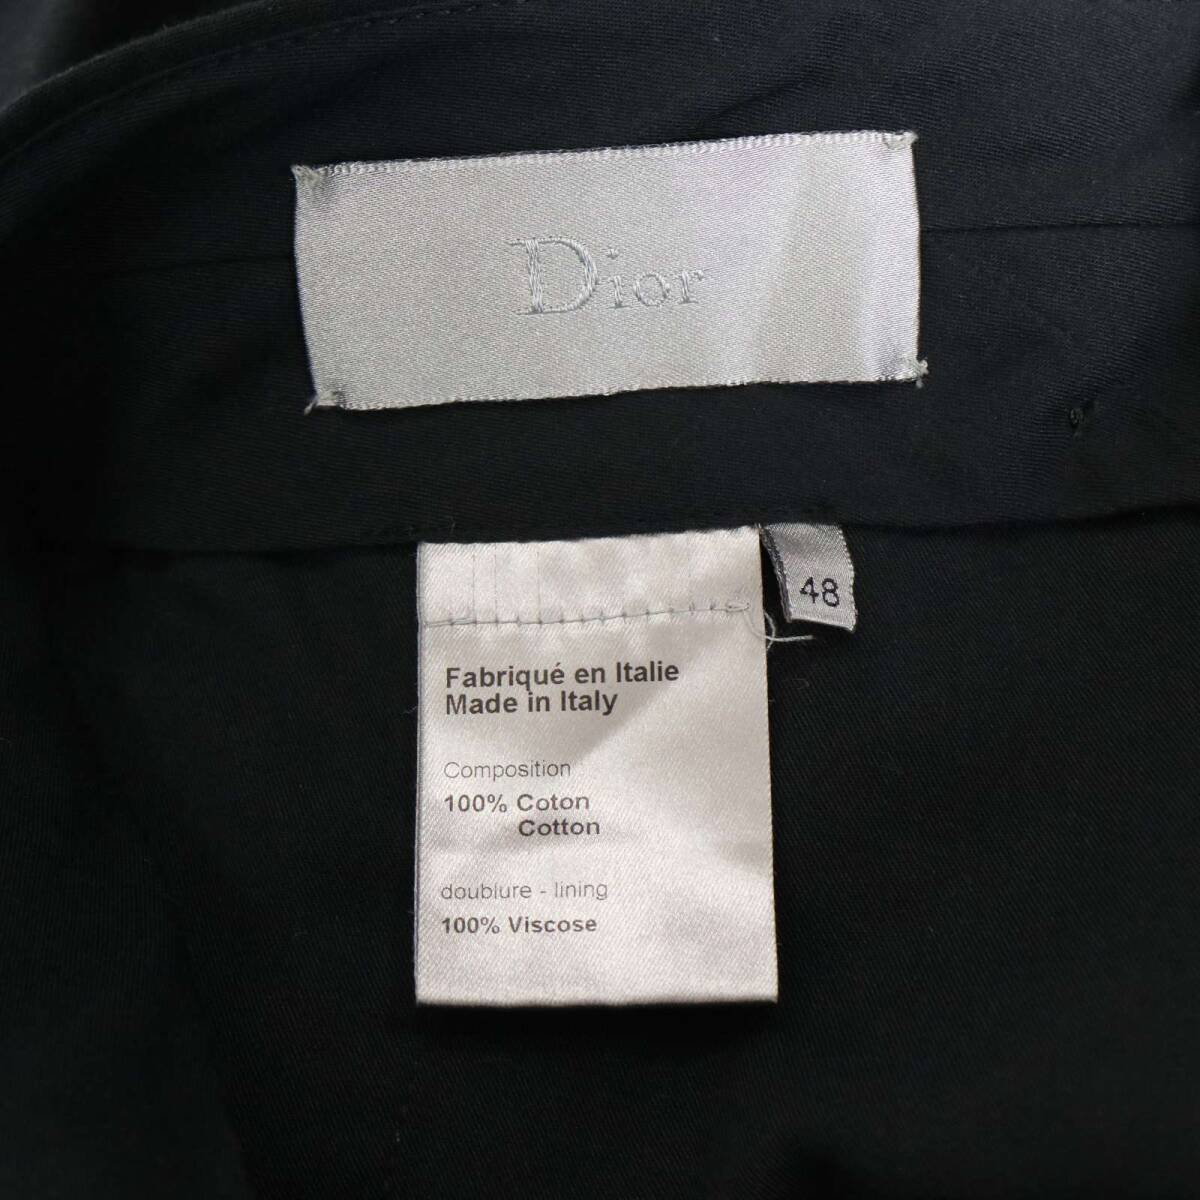 Dior
48
Fabriqué en Italie
Made in Italy
Composition
100% Coton
Cotton
doublure - lining
100% Viscose